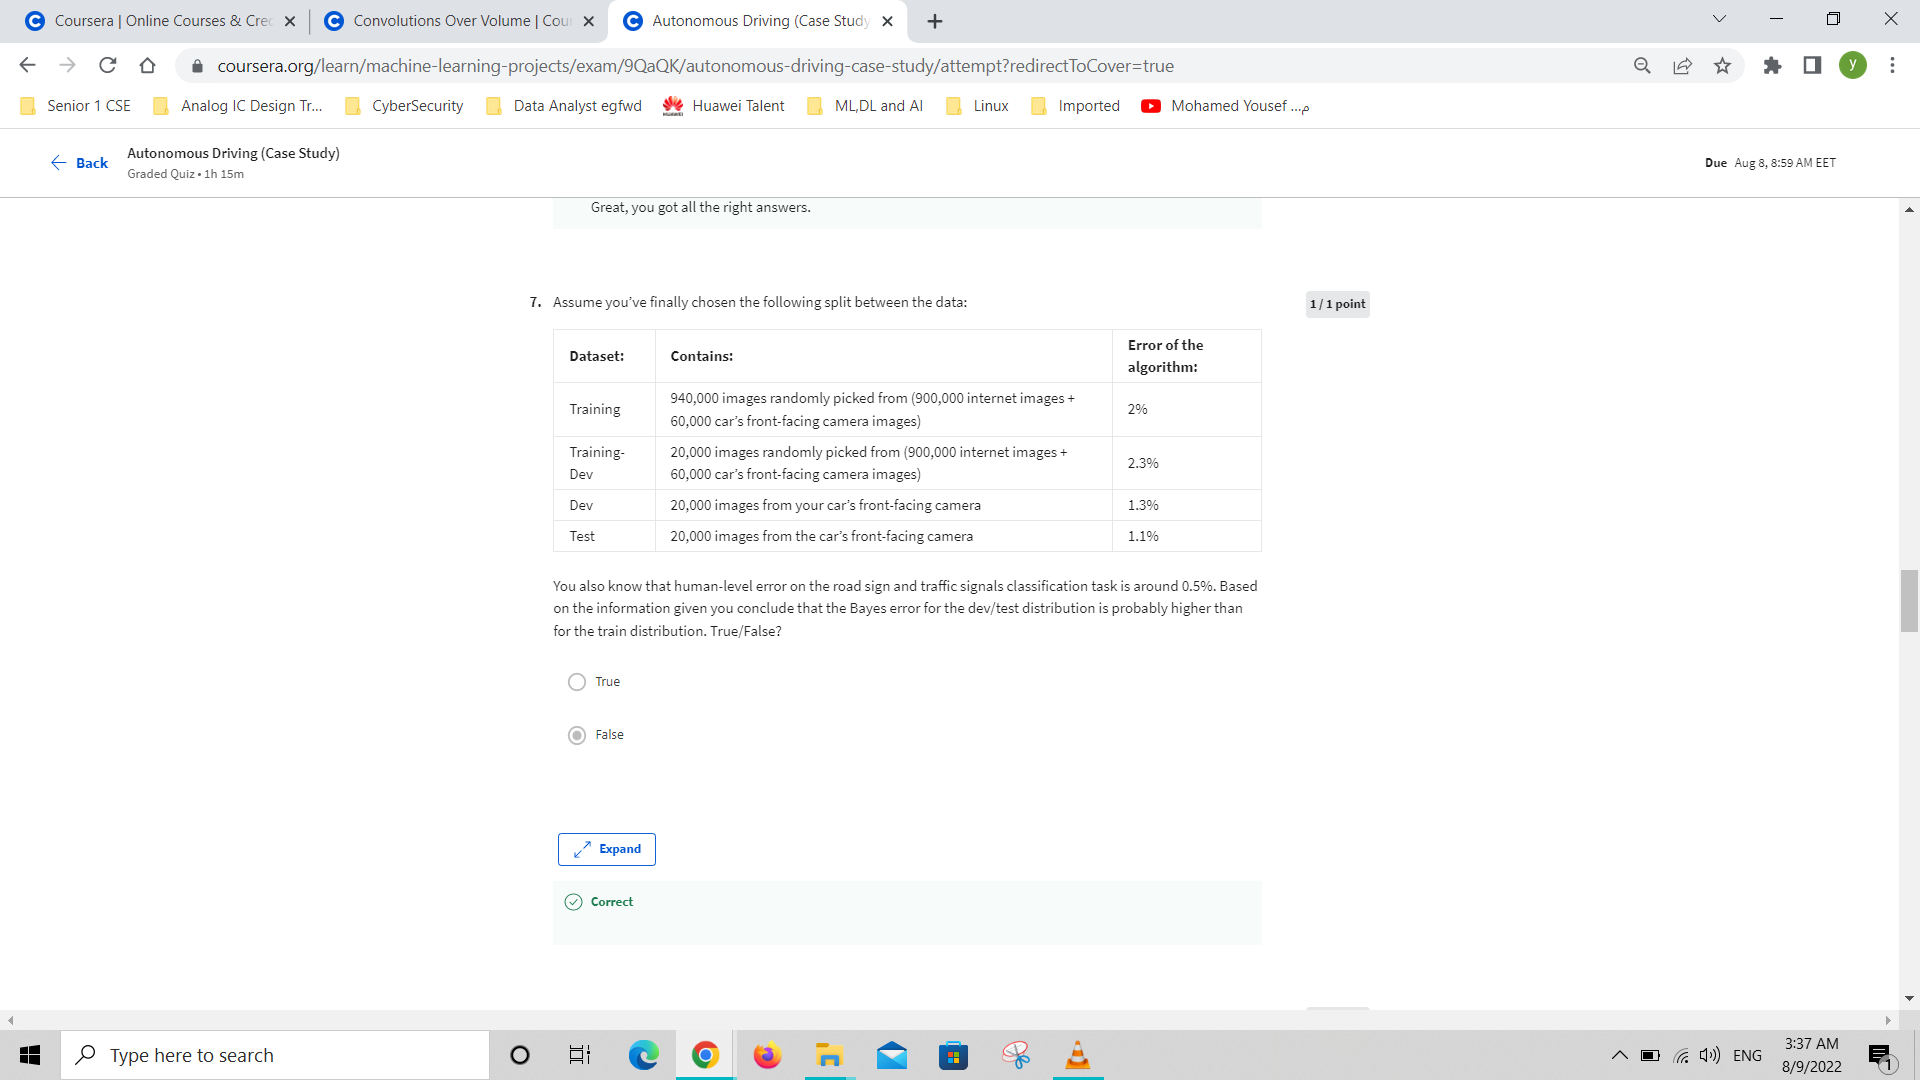 Coursera | Online Courses & Crec
Convolutions Over Volume | Cou
Autonomous Driving (Case Study
coursera.org/learn/machine-learning-projects/exam/9QaQK/autonomous-driving-case-study/attempt?redirectToCover=true
y
Senior 1 CSE
Analog IC Design Tr...
CyberSecurity
Data Analyst egfwd
Huawei Talent
ML,DL and AI
Linux
Imported
Mohamed Yousef ...م
Back
Autonomous Driving (Case Study)
Graded Quiz • 1h 15m
Due Aug 8, 8:59 AM EET
Great, you got all the right answers.
7. Assume you've finally chosen the following split between the data:
1 / 1 point
Dataset: Contains: Error of the
algorithm:
Training 940,000 images randomly picked from (900,000 internet images +
60,000 car's front-facing camera images) 2%
Training-
Dev 20,000 images randomly picked from (900,000 internet images +
60,000 car's front-facing camera images) 2.3%
Dev 20,000 images from your car's front-facing camera 1.3%
Test 20,000 images from the car's front-facing camera 1.1%
You also know that human-level error on the road sign and traffic signals classification task is around 0.5%. Based
on the information given you conclude that the Bayes error for the dev/test distribution is probably higher than
for the train distribution. True/False?
True
False
Expand
Correct
Type here to search
ENG
3:37 AM
8/9/2022
1